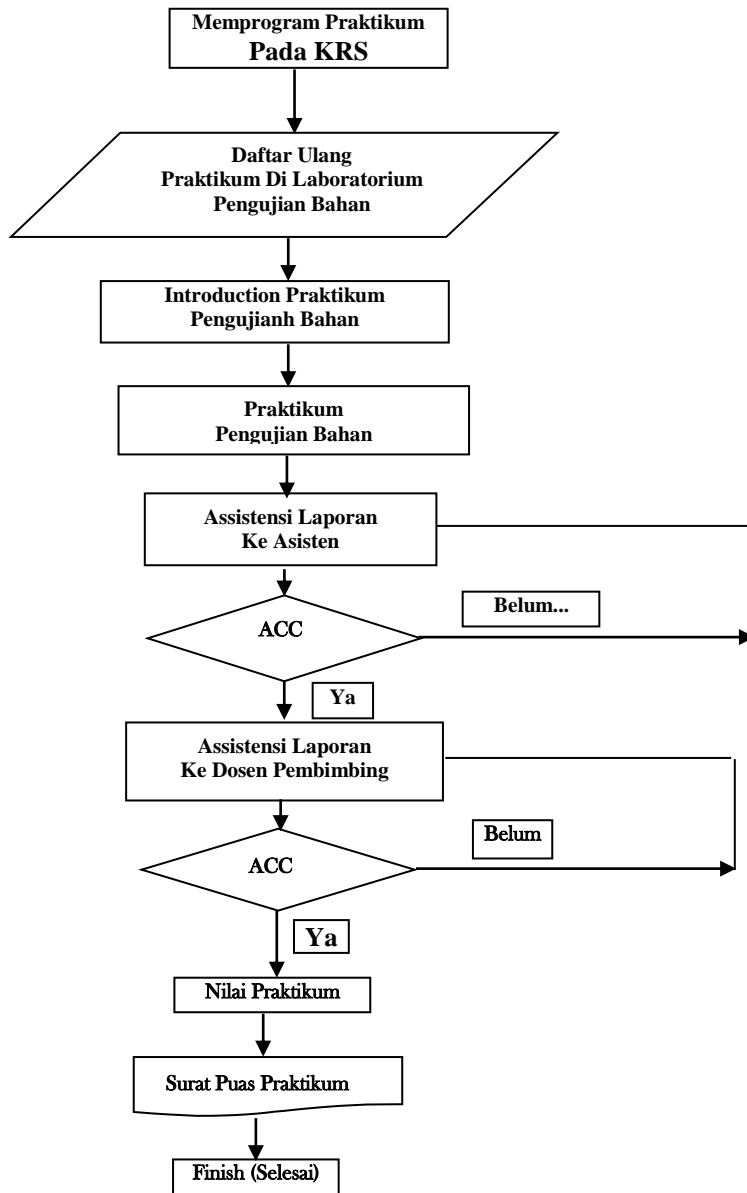 Memprogram Praktikum
Pada KRS
Daftar Ulang
Praktikum Di Laboratorium
Pengujian Bahan
Introduction Praktikum
Pengujianh Bahan
Praktikum
Pengujian Bahan
Assistensi Laporan
Ke Asisten
ACC
Belum...
Ya
Assistensi Laporan
Ke Dosen Pembimbing
ACC
Belum
Ya
Nilai Praktikum
Surat Puas Praktikum
Finish (Selesai)